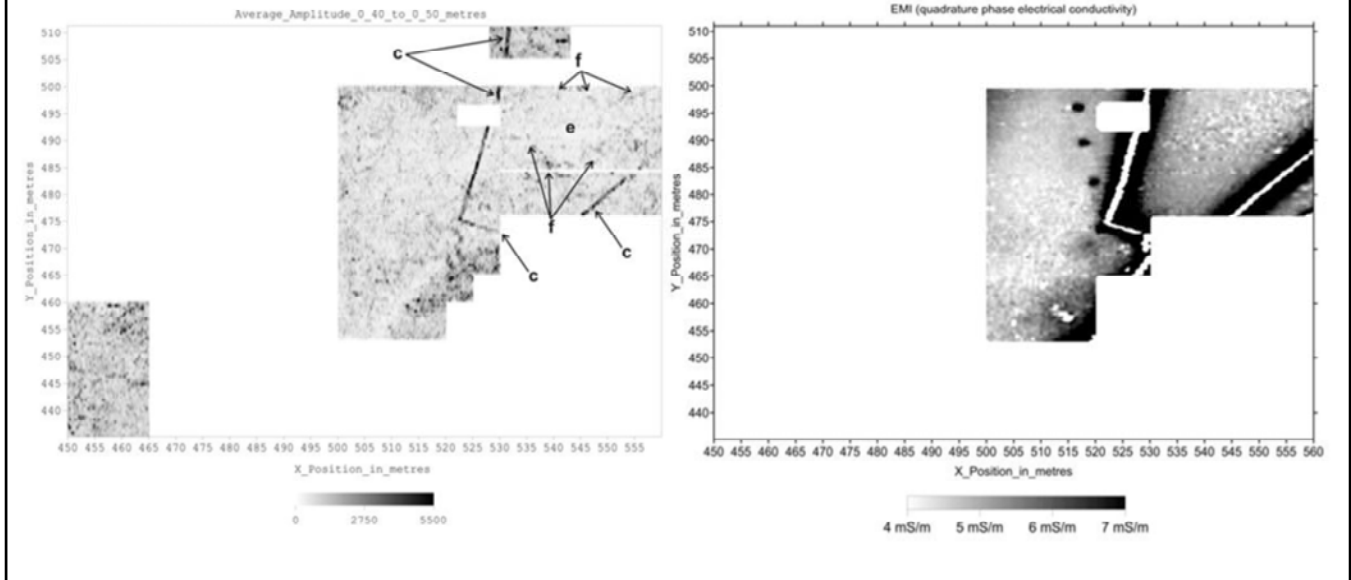 Average_Amplitude_0_40_to_0_50_metres
510
505
500
495
490
485
480
475
470
465
460
455
450
445
440
Y_Position_in_metres
c
f
e
f
c
c
450 455 460 465 470 475 480 485 490 495 500 505 510 515 520 525 530 535 540 545 550 555
X_Position_in_metres
0 2750 5500
EMI (quadrature phase electrical conductivity)
510
505
500
495
490
485
480
475
470
465
460
455
450
445
440
Y_Position_in_metres
450 455 460 465 470 475 480 485 490 495 500 505 510 515 520 525 530 535 540 545 550 555 560
X_Position_in_metres
4 mS/m 5 mS/m 6 mS/m 7 mS/m